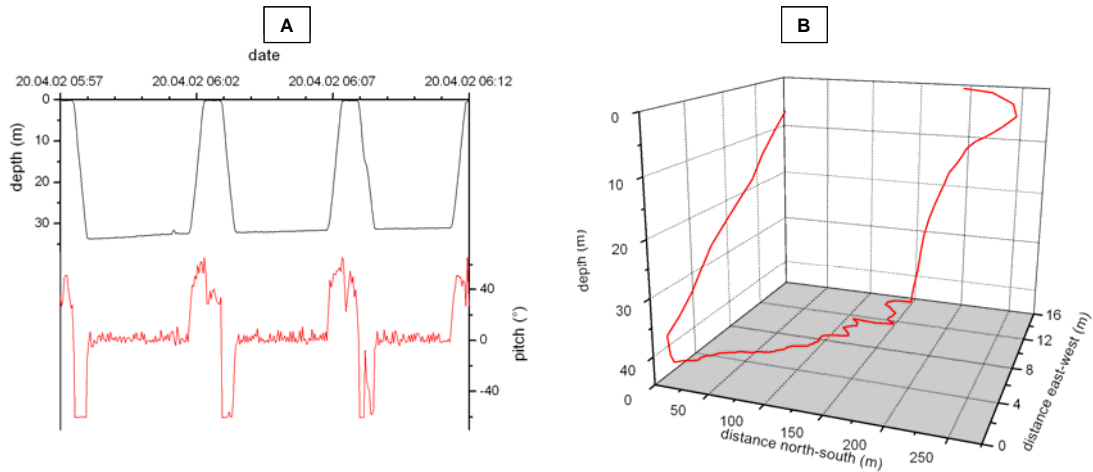 A
date
20.04.02 05:57 20.04.02 06:02 20.04.02 06:07 20.04.02 06:12
0
10
20
30
depth (m)
40
0
-40
pitch (°)
B
0
10
20
30
40
depth (m)
0
50
100
150
200
250
distance north-south (m)
0
4
8
12
16
distance east-west (m)